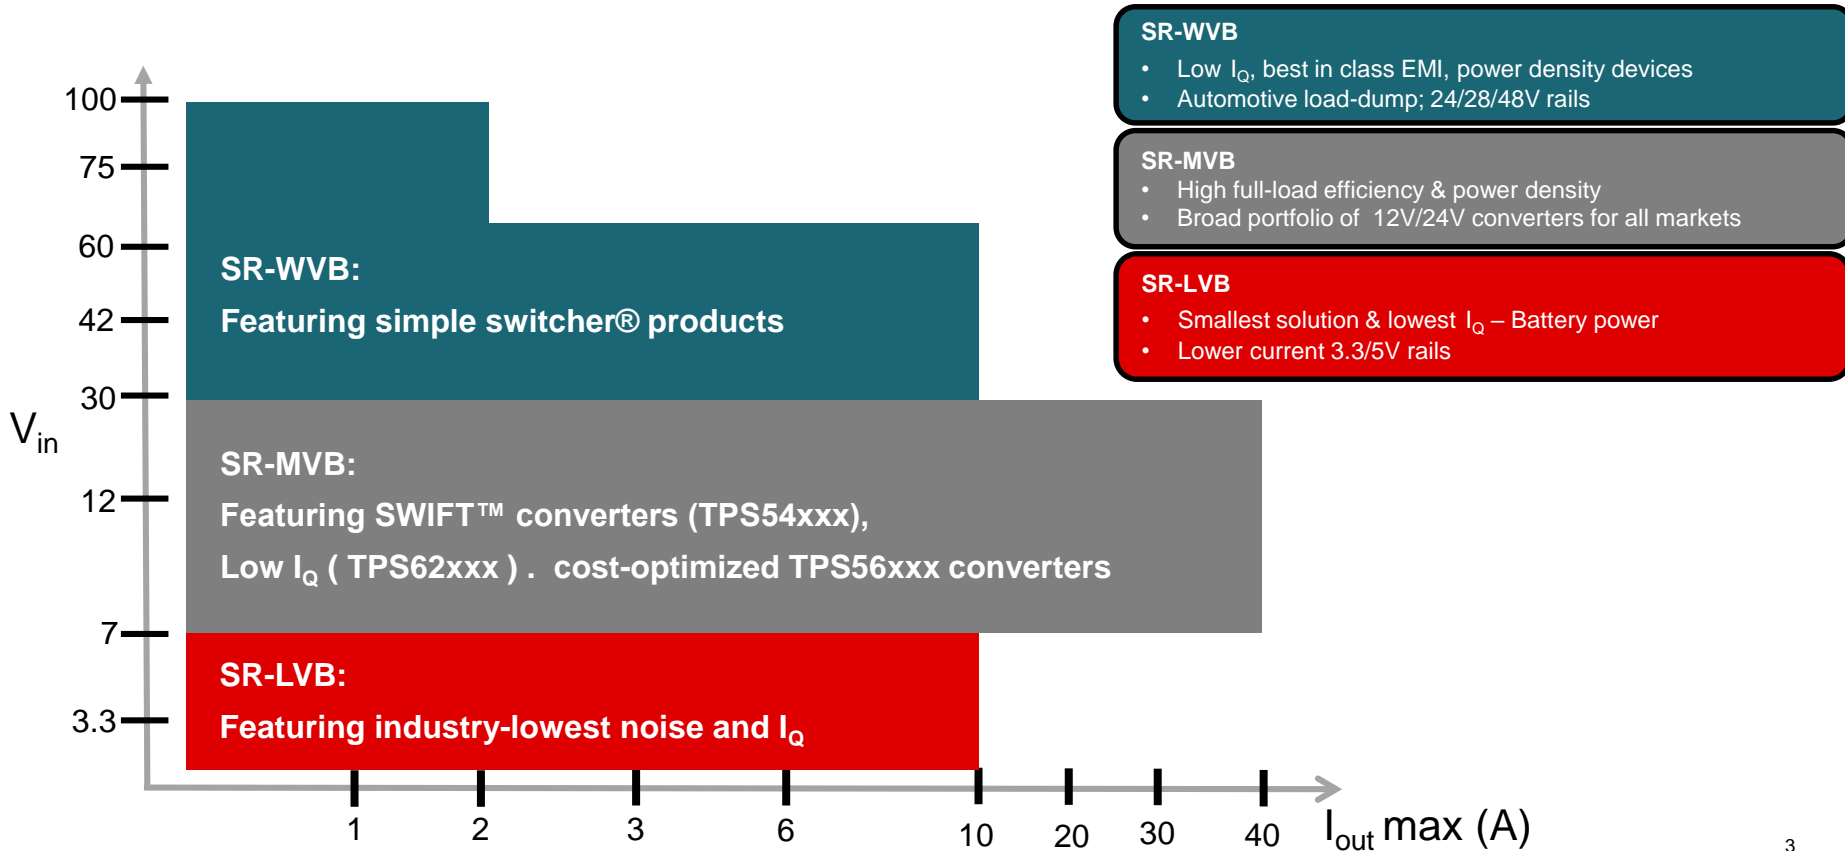 SR-WVB
• Low IQ, best in class EMI, power density devices
• Automotive load-dump; 24/28/48V rails
SR-MVB
• High full-load efficiency & power density
• Broad portfolio of 12V/24V converters for all markets
SR-LVB
• Smallest solution & lowest IQ – Battery power
• Lower current 3.3/5V rails
100
75
60
42
30
Vin
12
7
3.3
SR-WVB:
Featuring simple switcher® products
SR-MVB:
Featuring SWIFT™ converters (TPS54xxx),
Low IQ ( TPS62xxx ) . cost-optimized TPS56xxx converters
SR-LVB:
Featuring industry-lowest noise and IQ
1 2 3 6 10 20 30 40 Iout max (A)
3